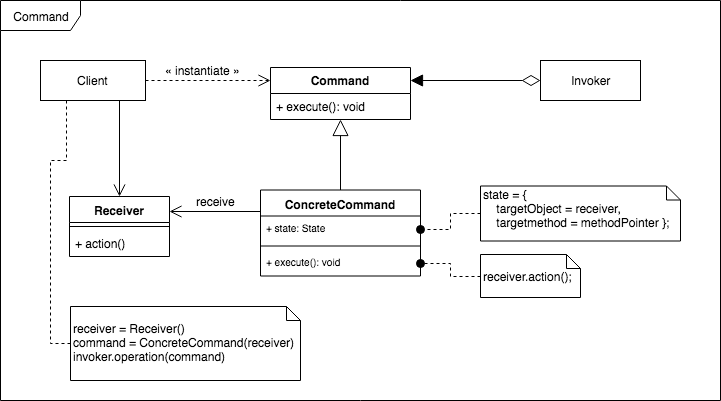 Command
Client
« instantiate »
Command
+ execute(): void
Invoker
Receiver
+ action()
receive
ConcreteCommand
+ state: State
+ execute(): void
state = {
targetObject = receiver,
targetmethod = methodPointer };
receiver.action();
receiver = Receiver()
command = ConcreteCommand(receiver)
invoker.operation(command)